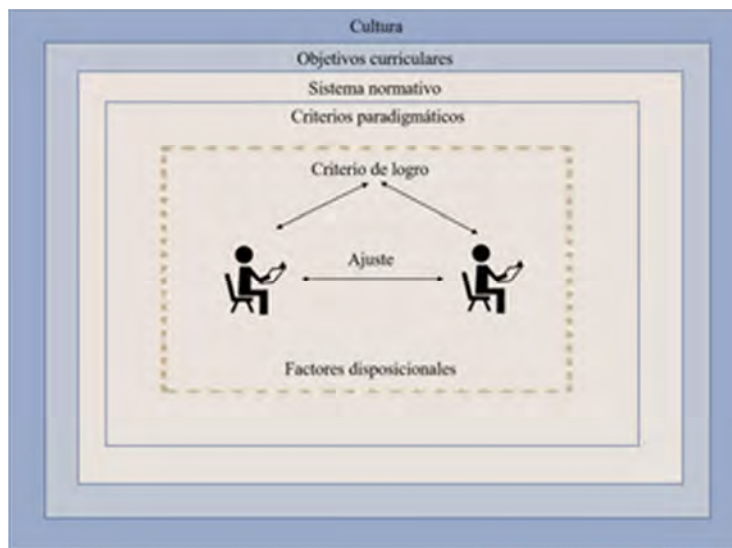 Cultura
Objetivos curriculares
Sistema normativo
Criterios paradigmáticos
Criterio de logro
Ajuste
Factores disposicionales